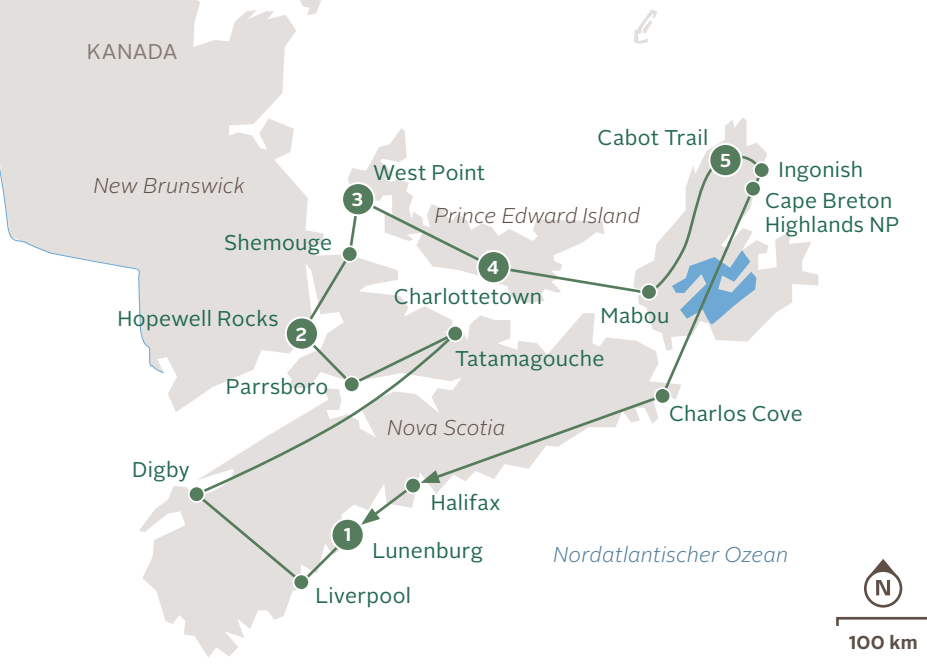 KANADA
Cabot Trail
5
Ingonish
West Point
New Brunswick
3
Cape Breton
Highlands NP
Prince Edward Island
Shemouge
4
Charlottetown
Mabou
Hopewell Rocks
2
Tatamagouche
Parrsboro
Charlos Cove
Nova Scotia
Digby
Halifax
1
Lunenburg
Nordatlantischer Ozean
Liverpool
N
100 km